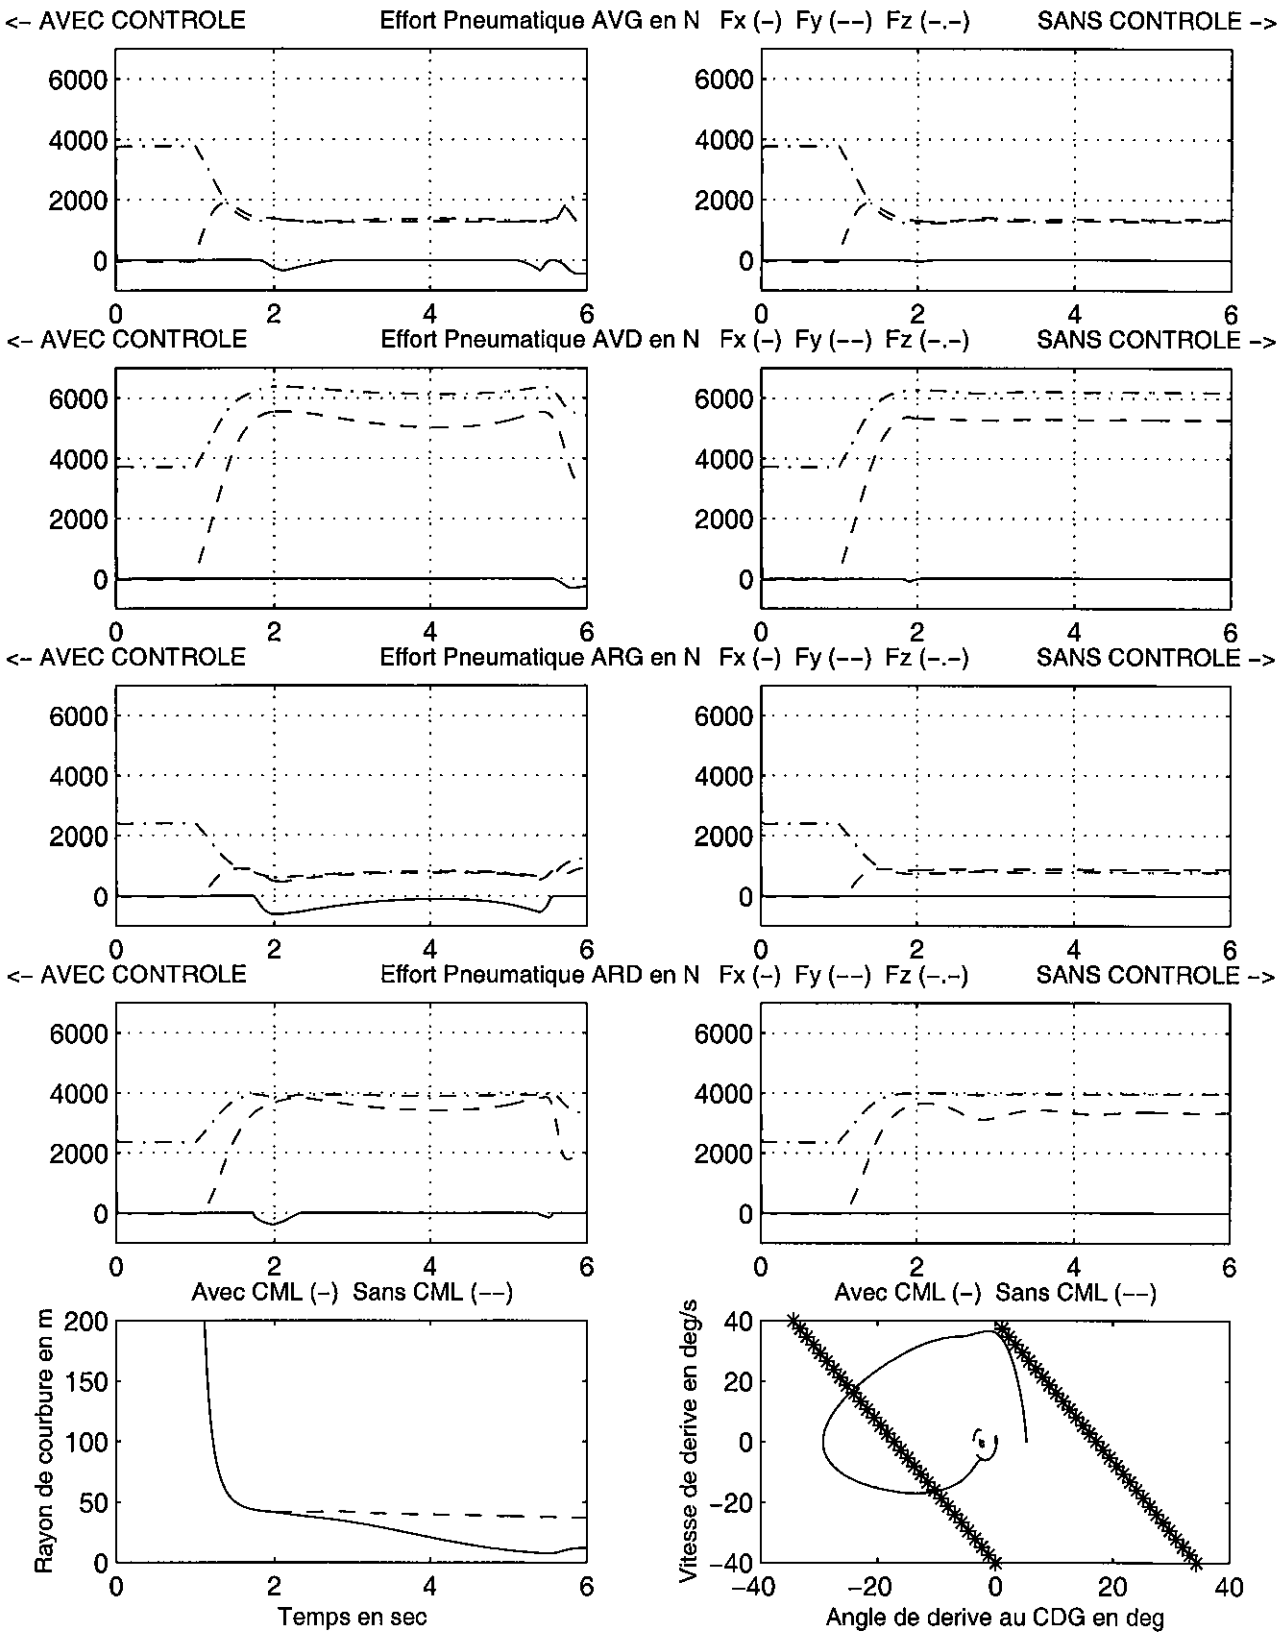 <- AVEC CONTROLE Effort Pneumatique AVG en N Fx (-) Fy (--) Fz (-.-) SANS CONTROLE ->
6000 6000
4000 4000
2000 2000
0 0
0 2 4 6 0 2 4 6
<- AVEC CONTROLE Effort Pneumatique AVD en N Fx (-) Fy (--) Fz (-.-) SANS CONTROLE ->
6000 6000
4000 4000
2000 2000
0 0
0 2 4 6 0 2 4 6
<- AVEC CONTROLE Effort Pneumatique ARG en N Fx (-) Fy (--) Fz (-.-) SANS CONTROLE ->
6000 6000
4000 4000
2000 2000
0 0
0 2 4 6 0 2 4 6
<- AVEC CONTROLE Effort Pneumatique ARD en N Fx (-) Fy (--) Fz (-.-) SANS CONTROLE ->
6000 6000
4000 4000
2000 2000
0 0
0 2 4 6 0 2 4 6
Avec CML (-) Sans CML (--) Avec CML (-) Sans CML (--)
Rayon de courbure en m
200
150
100
50
0
0 2 4 6
Temps en sec
Vitesse de derive en deg/s
40
20
0
-20
-40
-40 -20 0 20 40
Angle de derive au CDG en deg